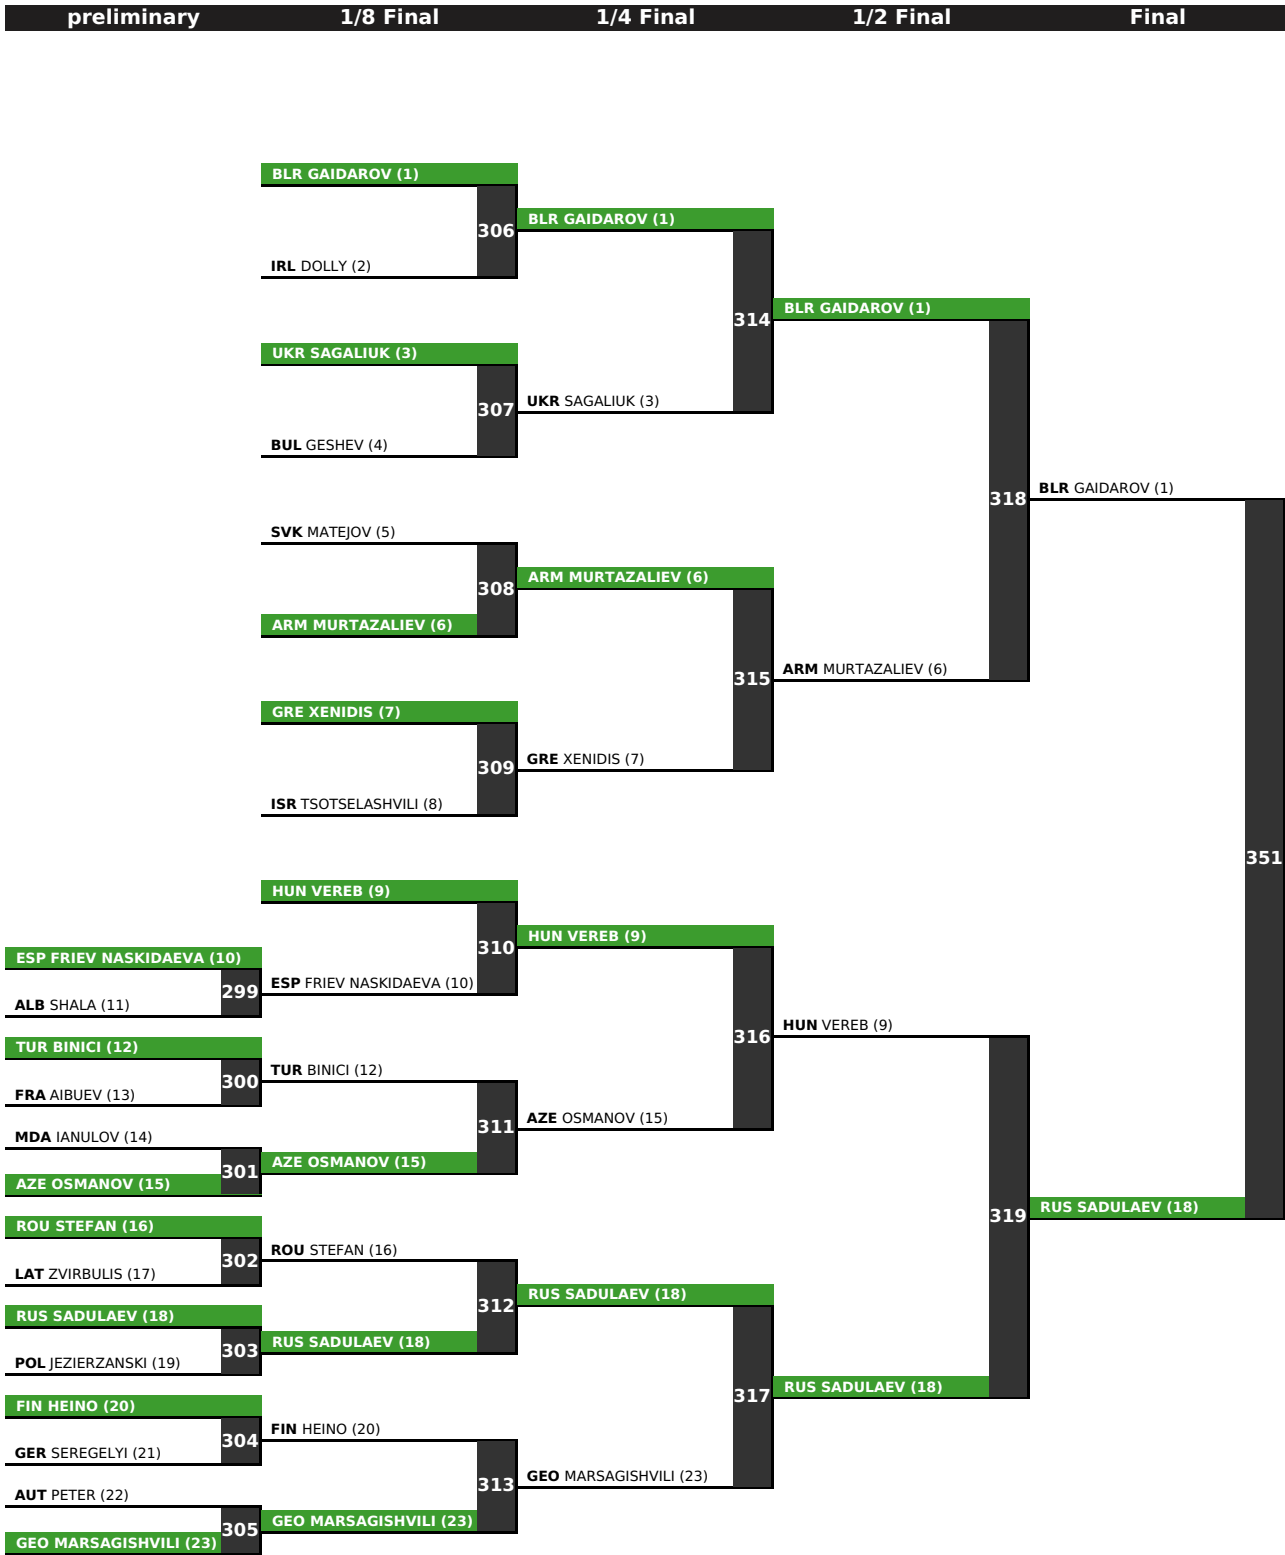 preliminary 1/8 Final 1/4 Final 1/2 Final Final
BLR GAIDAROV (1)
306
IRL DOLLY (2)
UKR SAGALIUK (3)
307
BUL GESHEV (4)
SVK MATEJOV (5)
308
ARM MURTAZALIEV (6)
GRE XENIDIS (7)
309
ISR TSOTSELASHVILI (8)
HUN VEREB (9)
310
ESP FRIEV NASKIDAEVA (10)
ESP FRIEV NASKIDAEVA (10)
299
ALB SHALA (11)
TUR BINICI (12)
300
FRA AIBUEV (13)
MDA IANULOV (14)
301
AZE OSMANOV (15)
ROU STEFAN (16)
302
LAT ZVIRBULIS (17)
RUS SADULAEV (18)
303
POL JEZIERZANSKI (19)
FIN HEINO (20)
304
GER SEREGELYI (21)
AUT PETER (22)
305
GEO MARSAGISHVILI (23)
TUR BINICI (12)
311
AZE OSMANOV (15)
ROU STEFAN (16)
312
RUS SADULAEV (18)
FIN HEINO (20)
313
GEO MARSAGISHVILI (23)
BLR GAIDAROV (1)
314
UKR SAGALIUK (3)
ARM MURTAZALIEV (6)
315
GRE XENIDIS (7)
HUN VEREB (9)
316
AZE OSMANOV (15)
RUS SADULAEV (18)
317
GEO MARSAGISHVILI (23)
BLR GAIDAROV (1)
318
ARM MURTAZALIEV (6)
HUN VEREB (9)
319
RUS SADULAEV (18)
BLR GAIDAROV (1)
351
RUS SADULAEV (18)